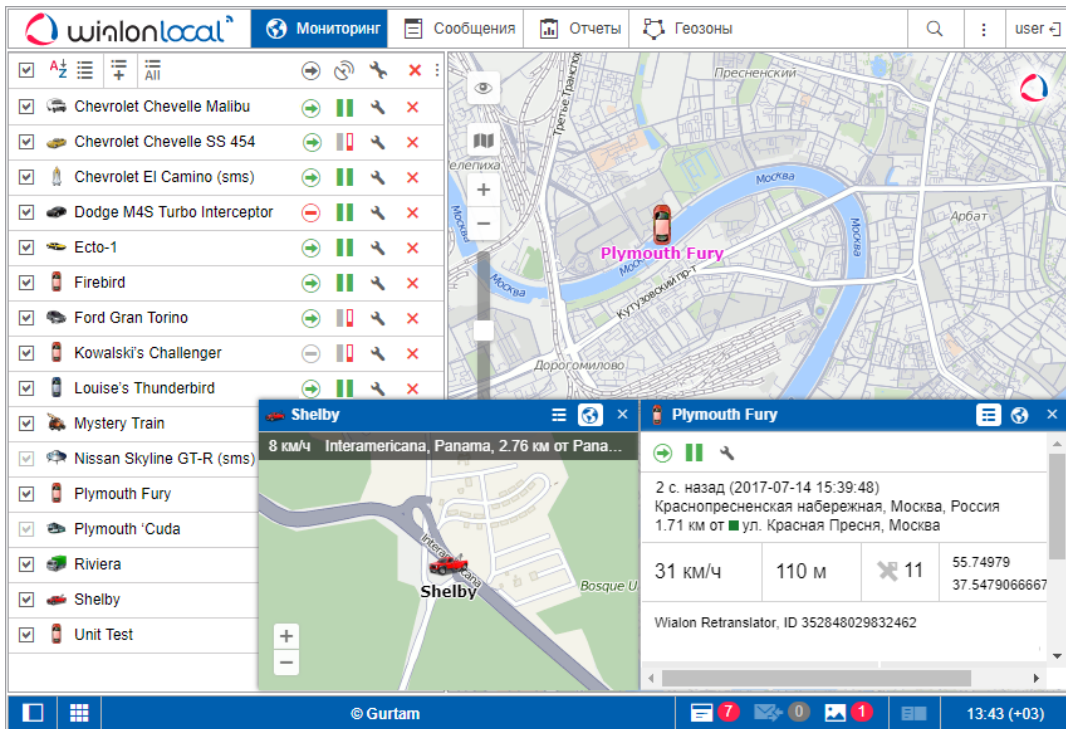 wialon local
Мониторинг
Сообщения
Отчеты
Геозоны
user
AZ
All
Chevrolet Chevelle Malibu
Chevrolet Chevelle SS 454
Chevrolet El Camino (sms)
Dodge M4S Turbo Interceptor
Ecto-1
Firebird
Ford Gran Torino
Kowalski's Challenger
Louise's Thunderbird
Mystery Train
Nissan Skyline GT-R (sms)
Plymouth Fury
Plymouth 'Cuda
Riviera
Shelby
Unit Test
Пресненский
Третье Транспо
елепиха
Москва
Москва
Москва
Москва
Арбат
Plymouth Fury
Кутузовский пр-т
Дорогомилово
Shelby
8 км/ч Interamericana, Panama, 2.76 км от Pana...
Interamericana
Shelby
Bosque U
Plymouth Fury
2 с. назад (2017-07-14 15:39:48)
Краснопресненская набережная, Москва, Россия
1.71 км от ул. Красная Пресня, Москва
31 км/ч
110 м
11
55.74979
37.5479066667
Wialon Retranslator, ID 352848029832462
© Gurtam
7
0
1
13:43 (+03)